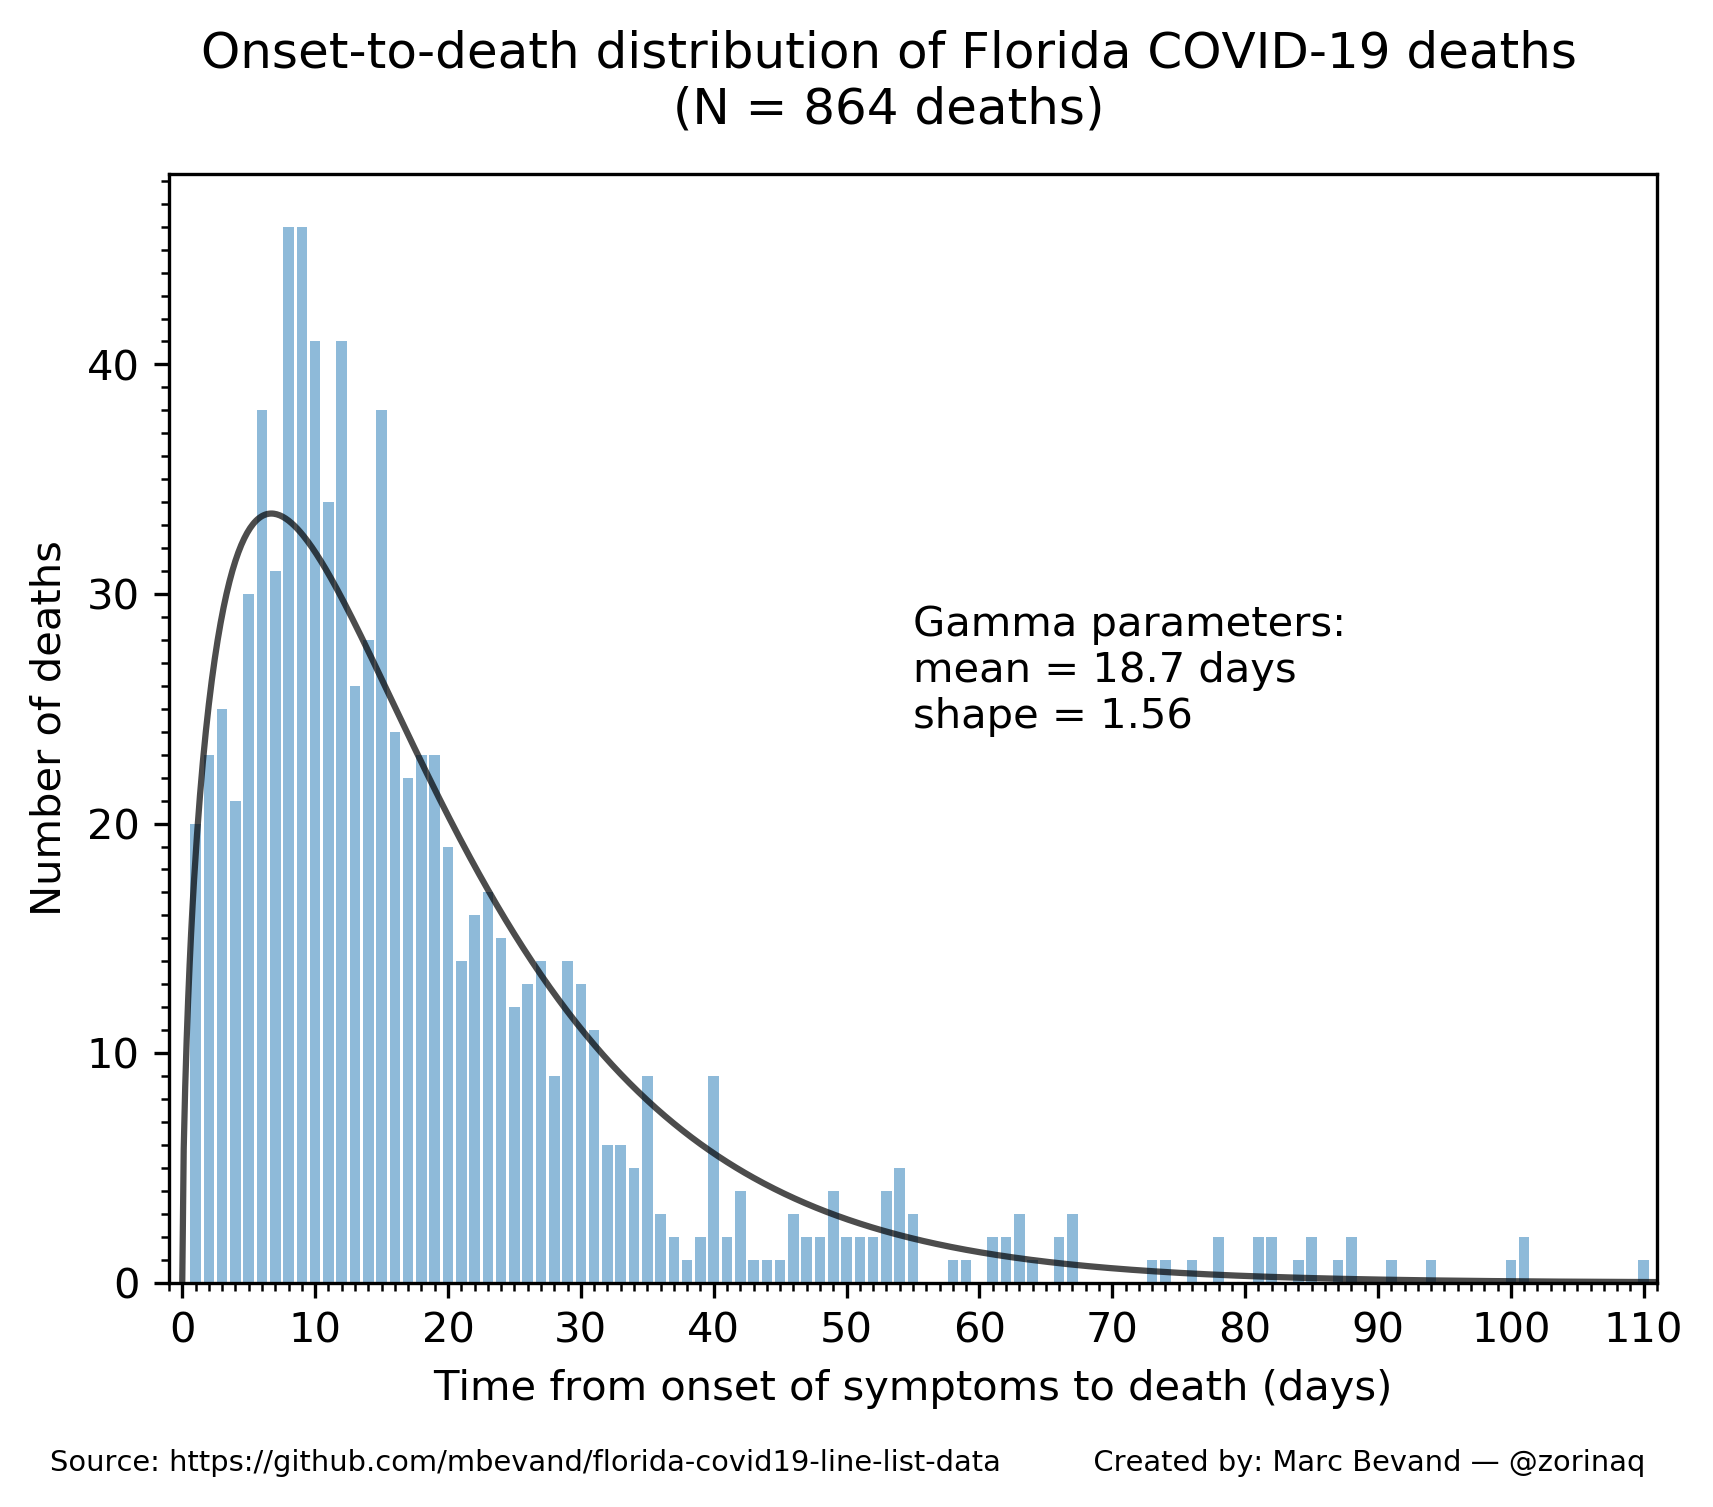 Onset-to-death distribution of Florida COVID-19 deaths
(N = 864 deaths)
Number of deaths
40
30
20
10
0
Gamma parameters:
mean = 18.7 days
shape = 1.56
0 10 20 30 40 50 60 70 80 90 100 110
Time from onset of symptoms to death (days)
Source: https://github.com/mbevand/florida-covid19-line-list-data
Created by: Marc Bevand — @zorinaq